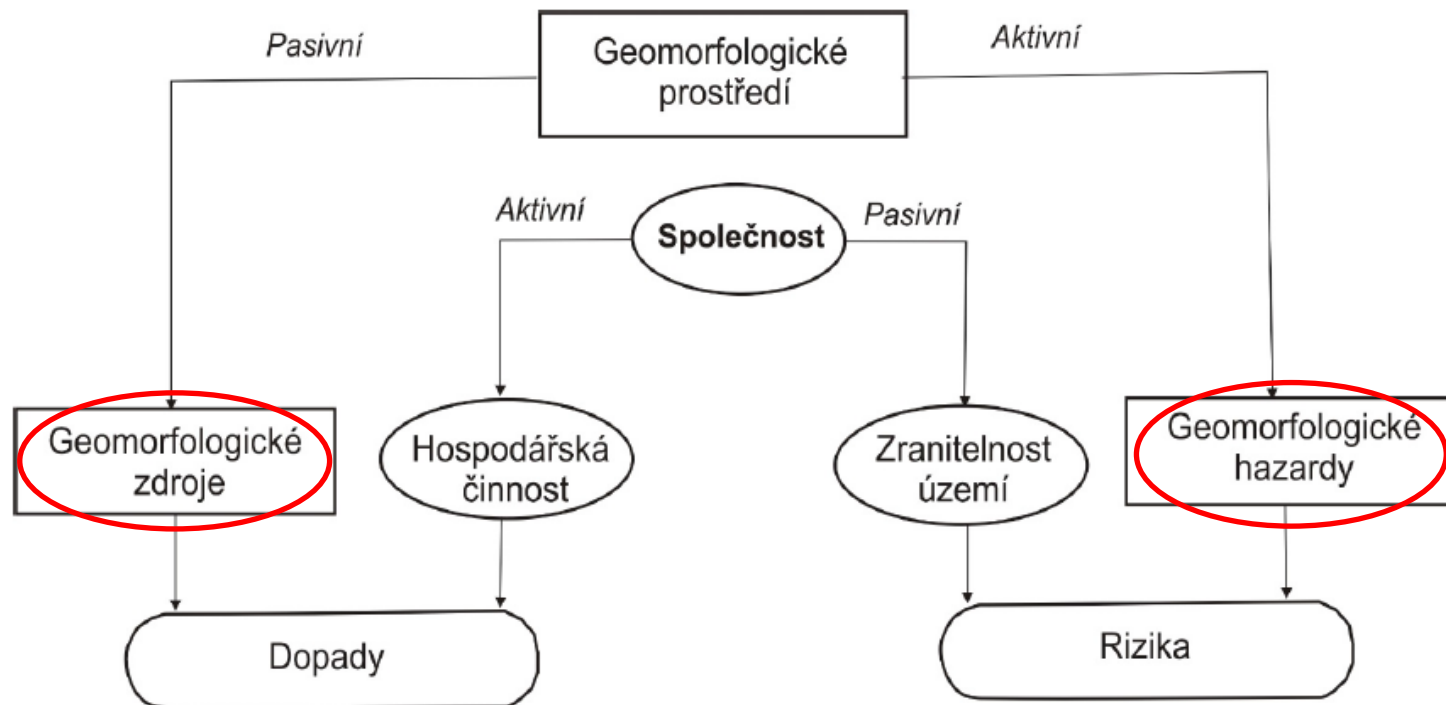 Pasivní
Geomorfologické
prostředí
Aktivní
Aktivní
Společnost
Pasivní
Geomorfologické
zdroje
Hospodářská
činnost
Zranitelnost
území
Geomorfologické
hazardy
Dopady
Rizika